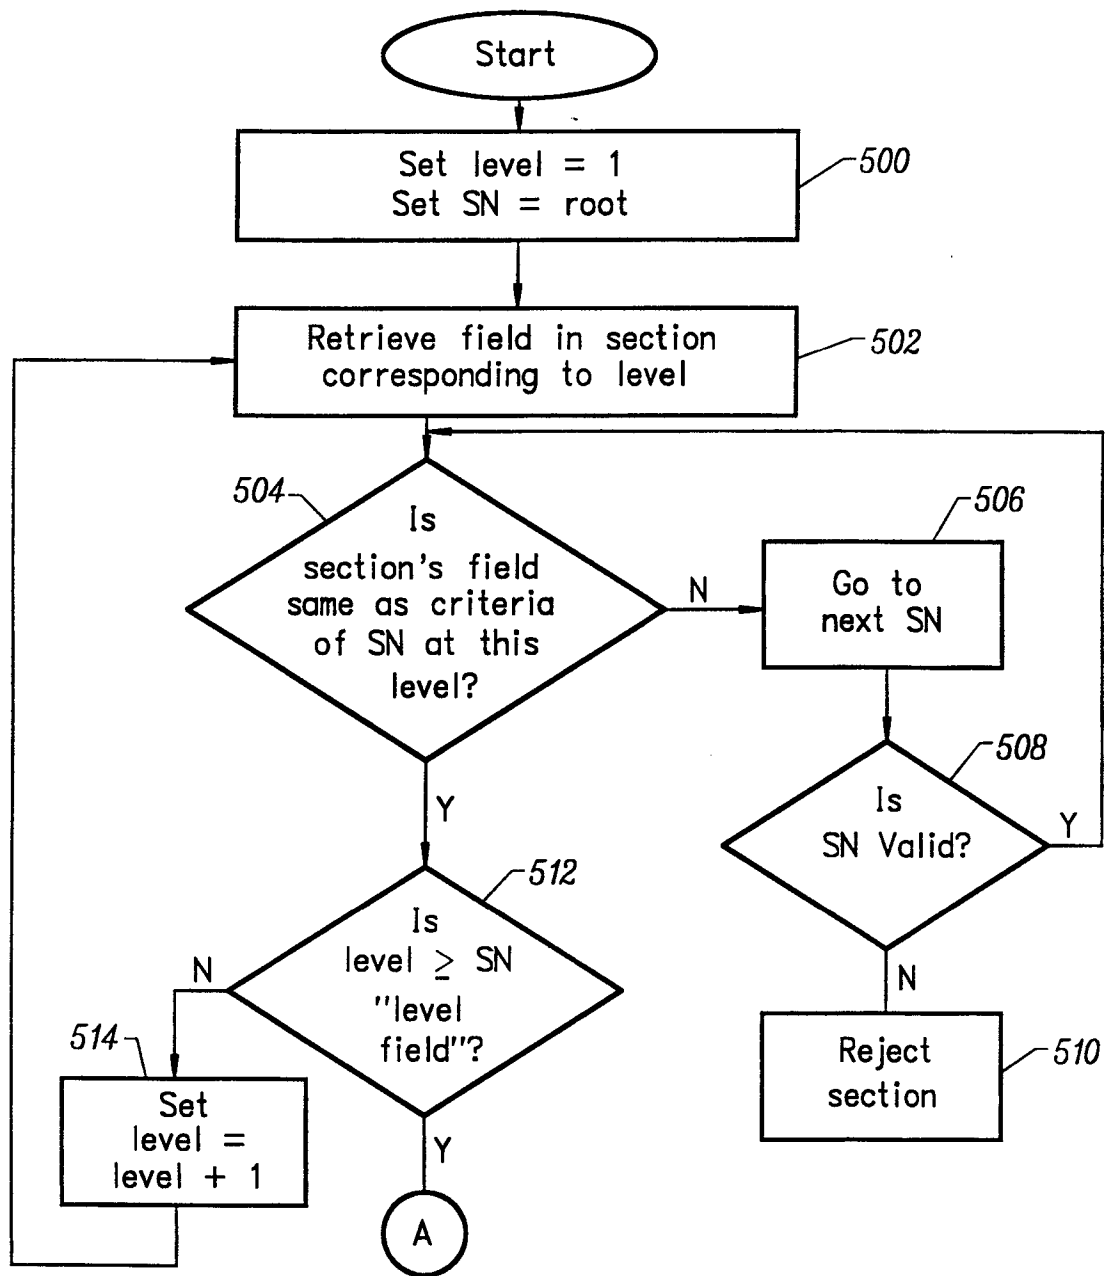 Start
Set level = 1
Set SN = root
500
Retrieve field in section
corresponding to level
502
504
Is
section's field
same as criteria
of SN at this
level?
N
506
Go to
next SN
508
Is
SN Valid?
Y
Y
512
Is
level ≥ SN
"level
field"?
N
N
514
Set
level =
level + 1
Reject
section
510
Y
A